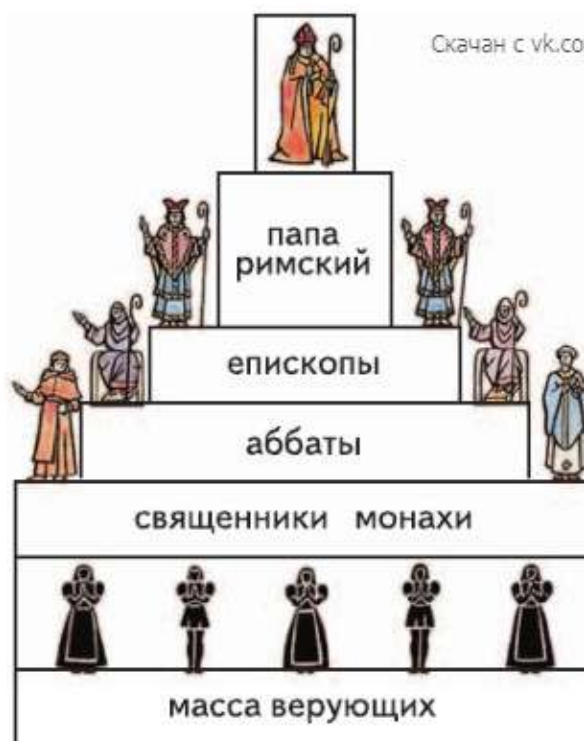 Скачан с vk.co
папа
римский
епископы
аббаты
священники монахи
масса верующих